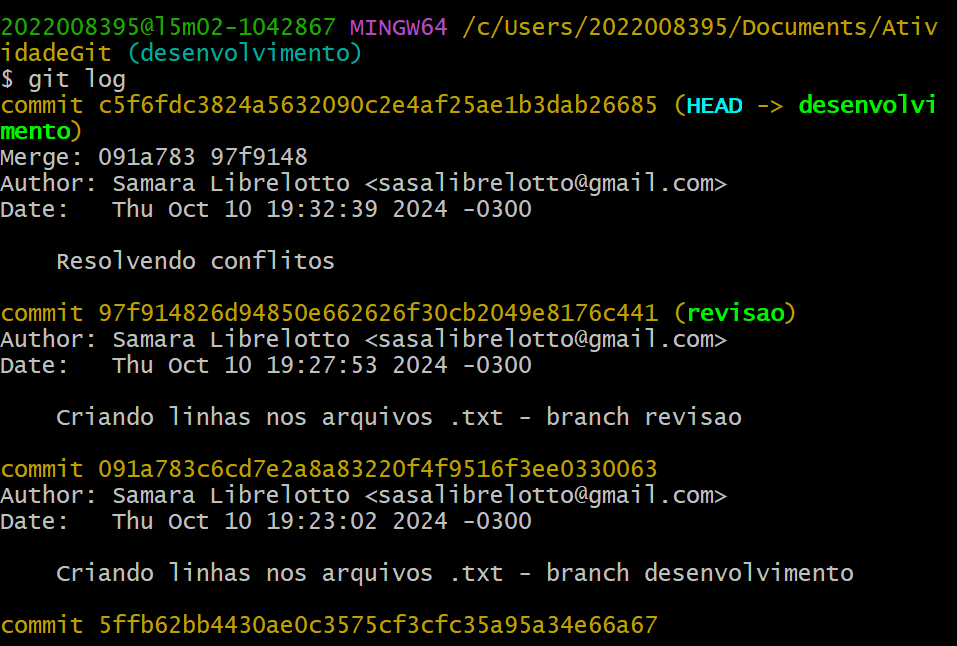 2022008395@l5m02-1042867 MINGW64 /c/Users/2022008395/Documents/Ativ
idadeGit (desenvolvimento)
$ git log
commit c5f6fdc3824a5632090c2e4af25ae1b3dab26685 (HEAD -> desenvolvi
mento)
Merge: 091a783 97f9148
Author: Samara Librelotto <sasalibrelotto@gmail.com>
Date:   Thu Oct 10 19:32:39 2024 -0300

    Resolvendo conflitos

commit 97f914826d94850e662626f30cb2049e8176c441 (revisao)
Author: Samara Librelotto <sasalibrelotto@gmail.com>
Date:   Thu Oct 10 19:27:53 2024 -0300

    Criando linhas nos arquivos .txt - branch revisao

commit 091a783c6cd7e2a8a83220f4f9516f3ee0330063
Author: Samara Librelotto <sasalibrelotto@gmail.com>
Date:   Thu Oct 10 19:23:02 2024 -0300

    Criando linhas nos arquivos .txt - branch desenvolvimento

commit 5ffb62bb4430ae0c3575cf3cfc35a95a34e66a67